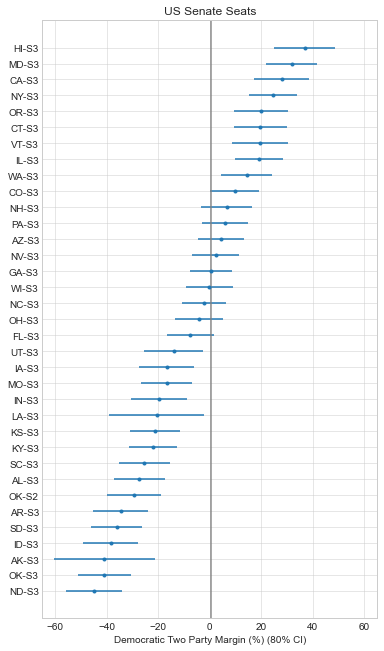 US Senate Seats
HI-S3
MD-S3
CA-S3
NY-S3
OR-S3
CT-S3
VT-S3
IL-S3
WA-S3
CO-S3
NH-S3
PA-S3
AZ-S3
NV-S3
GA-S3
WI-S3
NC-S3
OH-S3
FL-S3
UT-S3
IA-S3
MO-S3
IN-S3
LA-S3
KS-S3
KY-S3
SC-S3
AL-S3
OK-S2
AR-S3
SD-S3
ID-S3
AK-S3
OK-S3
ND-S3
−60 −40 −20 0 20 40 60
Democratic Two Party Margin (%) (80% CI)